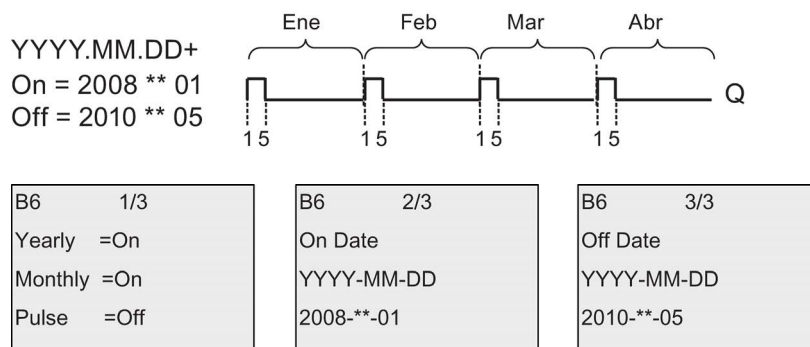 Ene Feb Mar Abr
YYYY.MM.DD+
On = 2008 ** 01
Off = 2010 ** 05
Q
1 5 1 5 1 5 1 5
B6 1/3
Yearly =On
Monthly =On
Pulse =Off
B6 2/3
On Date
YYYY-MM-DD
2008-**-01
B6 3/3
Off Date
YYYY-MM-DD
2010-**-05